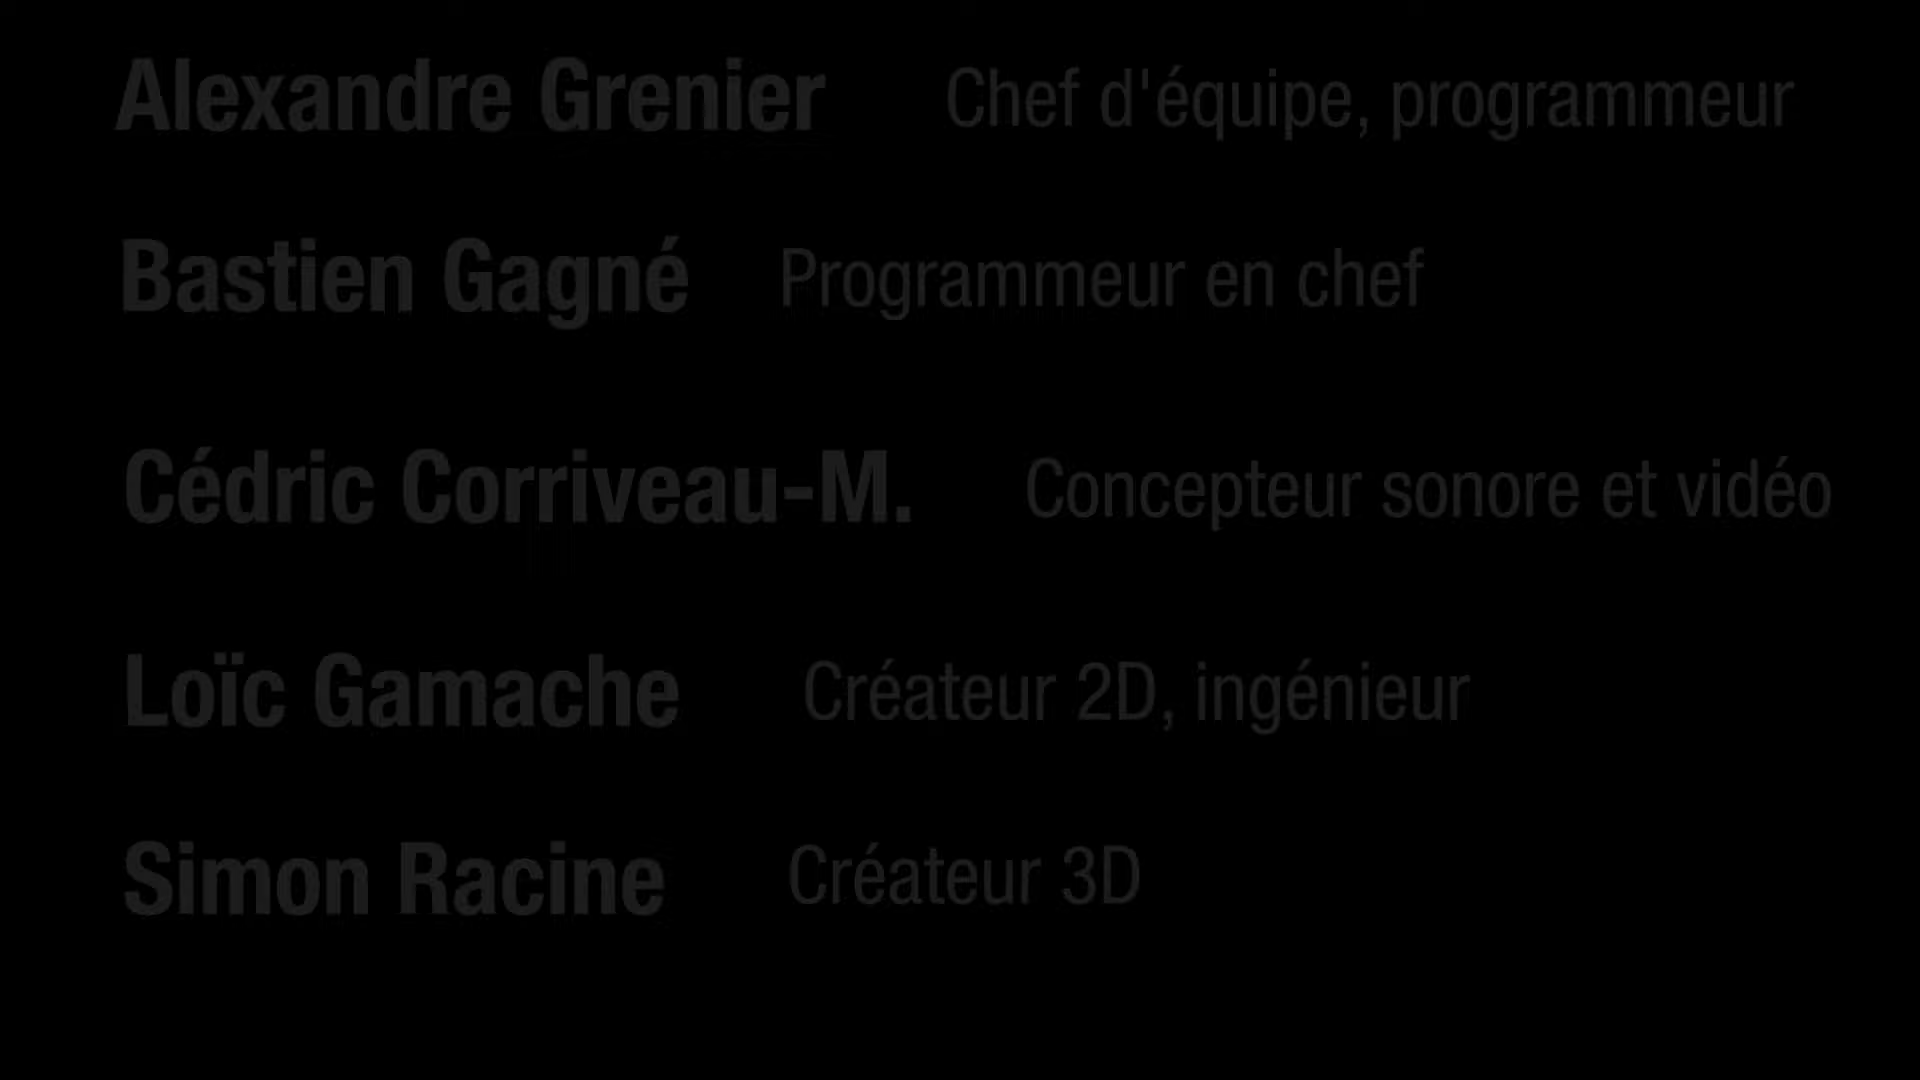 Alexandre Grenier Chef d'équipe, programmeur
Bastien Gagné Programmeur en chef
Cédric Corriveau-M. Concepteur sonore et vidéo
Loïc Gamache Créateur 2D, ingénieur
Simon Racine Créateur 3D